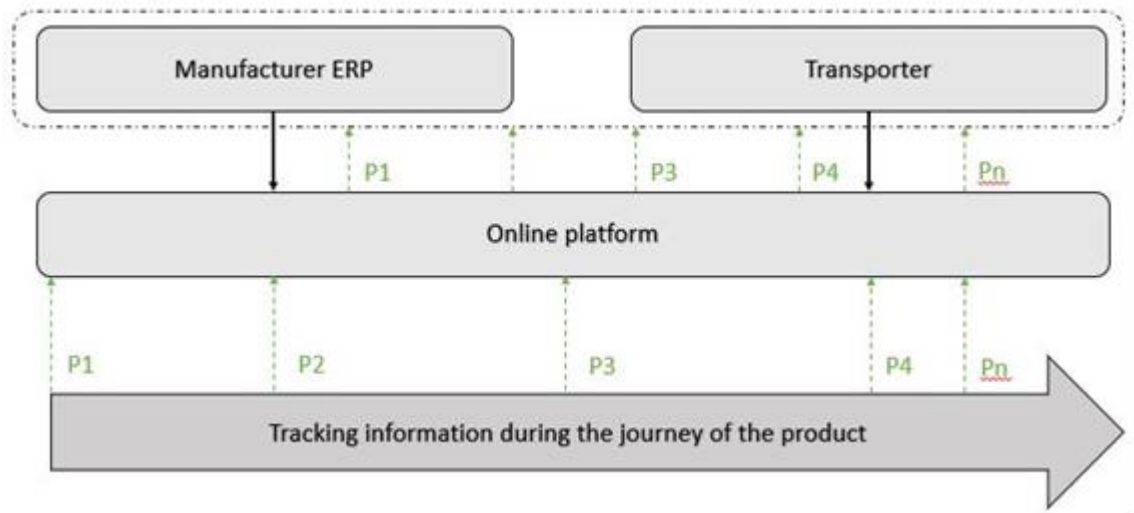 Manufacturer ERP
Transporter
P1
P3
P4
Pn
Online platform
P1
P2
P3
P4
Pn
Tracking information during the journey of the product